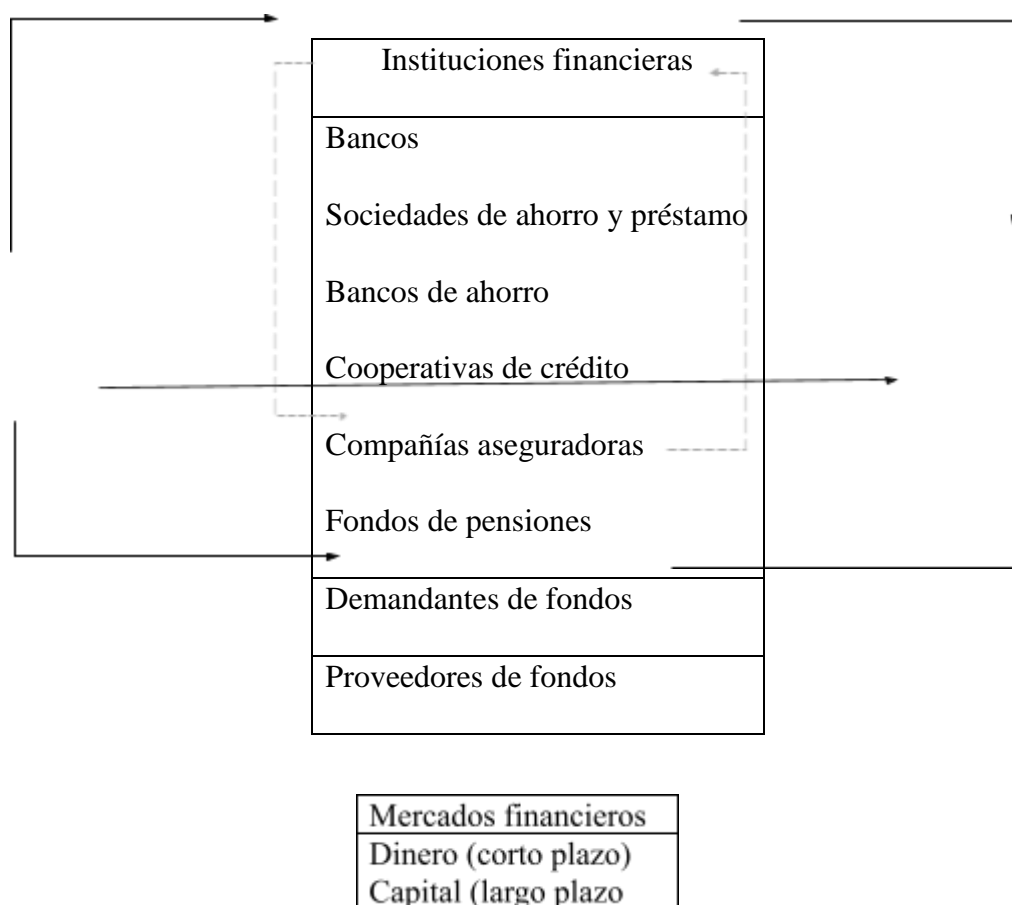 Instituciones financieras
Bancos
Sociedades de ahorro y préstamo
Bancos de ahorro
Cooperativas de crédito
Compañías aseguradoras
Fondos de pensiones
Demandantes de fondos
Proveedores de fondos
Mercados financieros
Dinero (corto plazo)
Capital (largo plazo